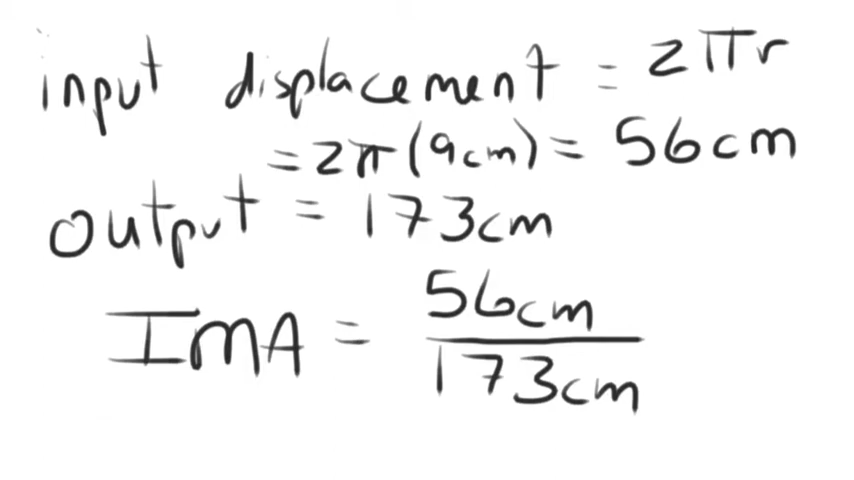 input displacement = 2πr
= 2π(9cm) = 56cm
output = 173cm
IMA = 56cm / 173cm